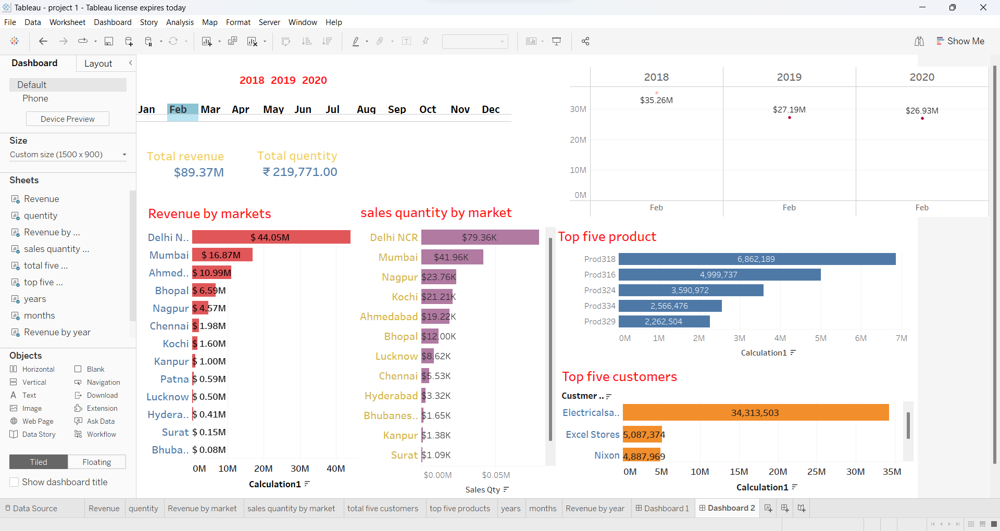 Tableau - project 1 - Tableau license expires today
File Data Worksheet Dashboard Story Analysis Map Format Server Window Help
Show Me
Dashboard Layout
Default
Phone
Device Preview
Size
Custom size (1500 x 900)
Sheets
Revenue
quentity
Revenue by ...
sales quantity ...
total five ...
top five ...
years
months
Revenue by year
Objects
Horizontal Blank
Vertical Navigation
Text Download
Image Extension
Web Page Ask Data
Data Story Workflow
Tiled Floating
Show dashboard title
2018 2019 2020
Jan Feb Mar Apr May Jun Jul Aug Sep Oct Nov Dec
Total revenue
$89.37M
Total quentity
₹ 219,771.00
2018 2019 2020
$35.26M
$27.19M
$26.93M
30M
20M
10M
0M
Feb Feb Feb
Revenue by markets
Delhi N.. $ 44.05M
Mumbai $ 16.87M
Ahmed.. $ 10.99M
Bhopal $ 6.59M
Nagpur $ 4.57M
Chennai $ 1.98M
Kochi $ 1.60M
Kanpur $ 1.00M
Patna $ 0.59M
Lucknow $ 0.50M
Hydera.. $ 0.41M
Surat $ 0.15M
Bhuba.. $ 0.08M
0M 10M 20M 30M 40M
Calculation1
sales quantity by market
Delhi NCR $79.36K
Mumbai $41.96K
Nagpur $23.76K
Kochi $21.21K
Ahmedabad $19.22K
Bhopal $12.00K
Lucknow $8.62K
Chennai $5.53K
Hyderabad $3.32K
Bhubanes.. $1.65K
Kanpur $1.38K
Surat $1.09K
$0.00M $0.05M
Sales Qty
Top five product
Prod318 6,862,189
Prod316 4,999,737
Prod324 3,590,972
Prod334 2,566,476
Prod329 2,262,504
0M 1M 2M 3M 4M 5M 6M 7M
Calculation1
Top five customers
Custmer ..
Electricalsa.. 34,313,503
Excel Stores 5,087,374
Nixon 4,887,969
0M 5M 10M 15M 20M 25M 30M 35M
Calculation1
Data Source Revenue quentity Revenue by market sales quantity by market total five customers top five products years months Revenue by year Dashboard 1 Dashboard 2